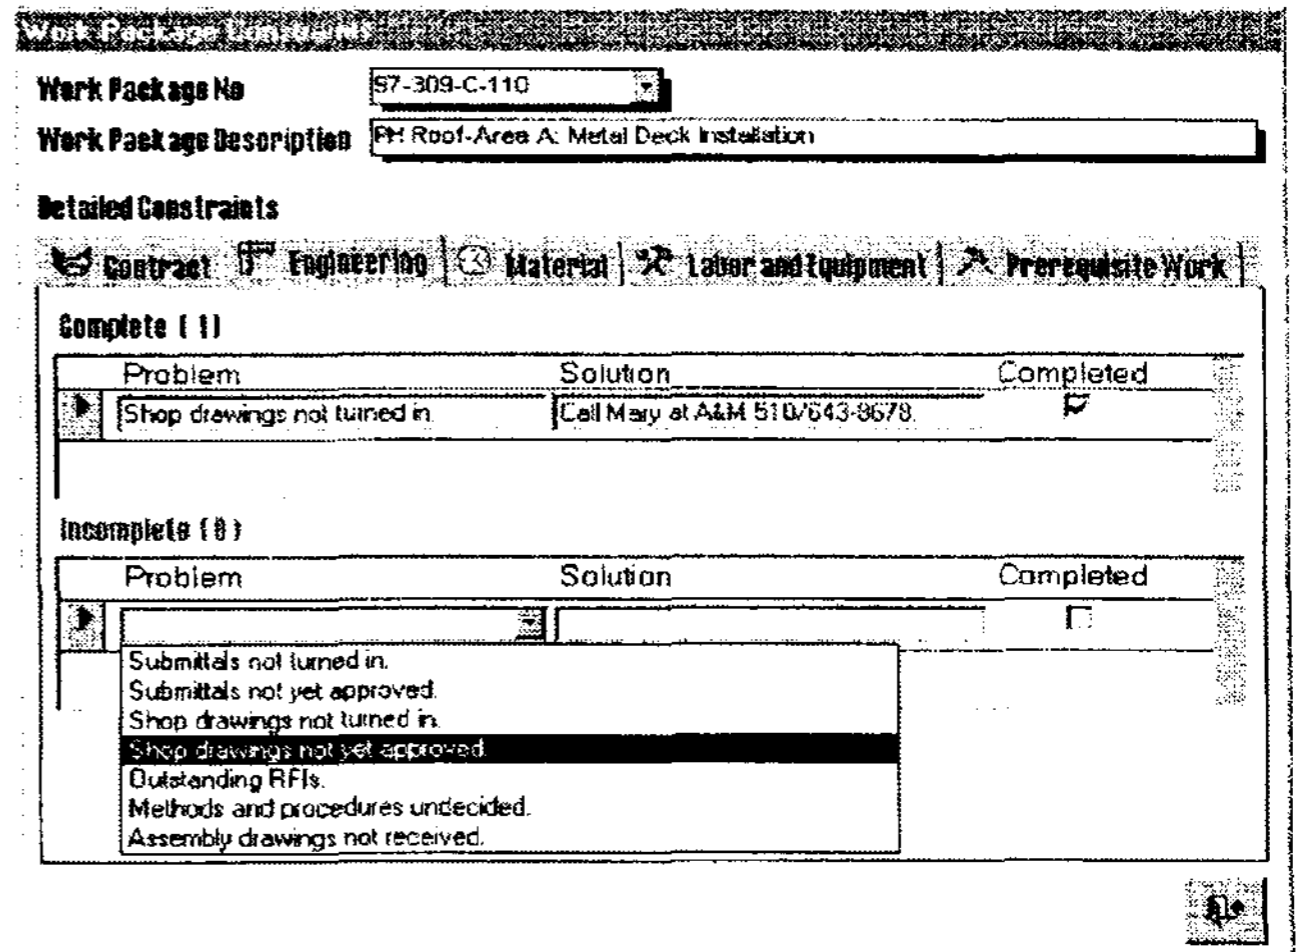 Work Package Constraints
Work Package No S7-309-C-110
Work Package Description PH Roof-Area A: Metal Deck Installation
Detailed Constraints
Contract Engineering Material Labor and Equipment Prerequisite Work
Complete ( 1 )
Problem Solution Completed
Shop drawings not turned in. Call Mary at A&M 510/643-8678.
Incomplete ( 0 )
Problem Solution Completed
Submittals not turned in.
Submittals not yet approved.
Shop drawings not turned in.
Shop drawings not yet approved.
Outstanding RFIs.
Methods and procedures undecided.
Assembly drawings not received.